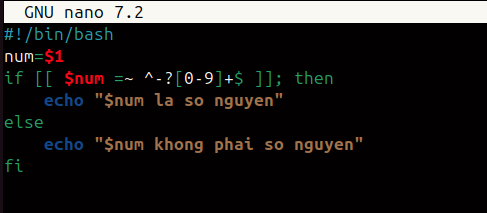 GNU nano 7.2
#!/bin/bash
num=$1
if [[ $num =~ ^-?[0-9]+$ ]]; then
    echo "$num la so nguyen"
else
    echo "$num khong phai so nguyen"
fi